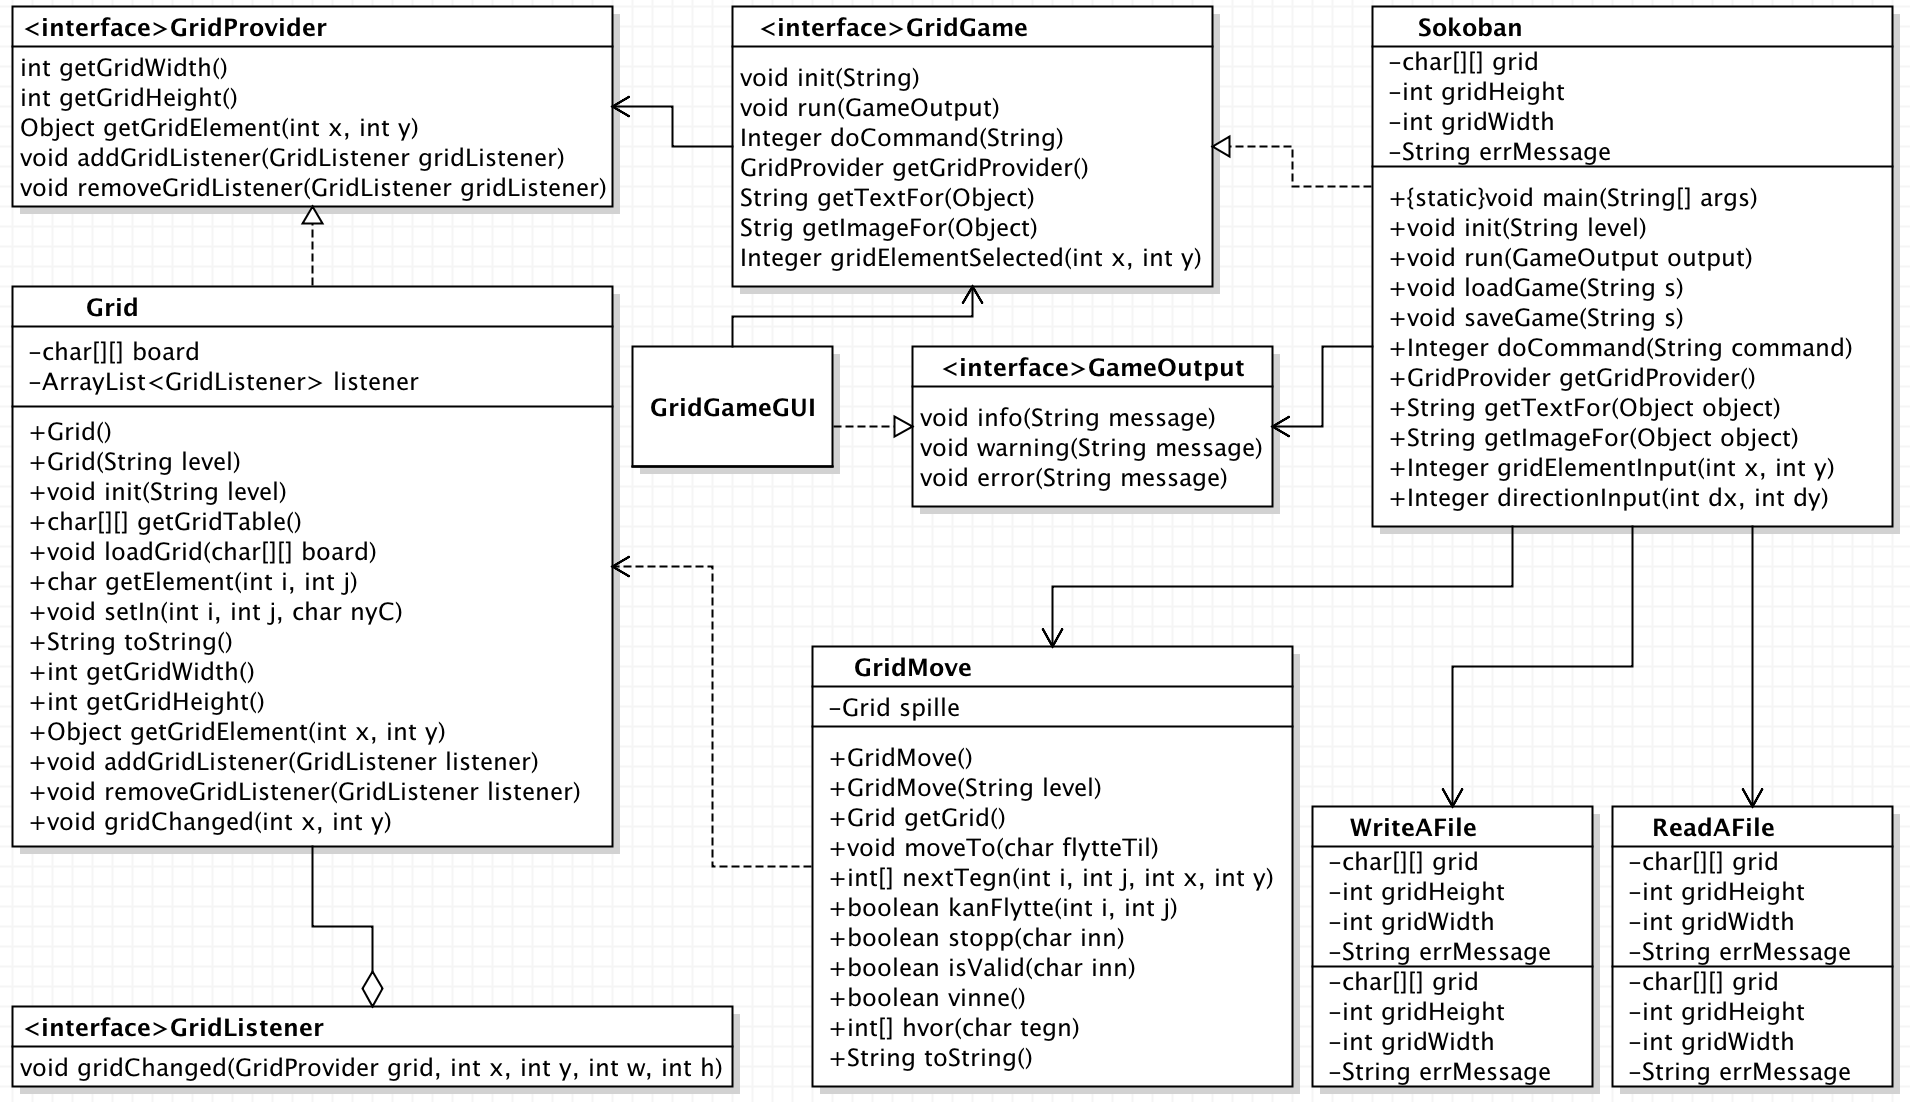 <interface>GridProvider
int getGridWidth()
int getGridHeight()
Object getGridElement(int x, int y)
void addGridListener(GridListener gridListener)
void removeGridListener(GridListener gridListener)
<interface>GridGame
void init(String)
void run(GameOutput)
Integer doCommand(String)
GridProvider getGridProvider()
String getTextFor(Object)
Strig getImageFor(Object)
Integer gridElementSelected(int x, int y)
Sokoban
-char[][] grid
-int gridHeight
-int gridWidth
-String errMessage
+{static}void main(String[] args)
+void init(String level)
+void run(GameOutput output)
+void loadGame(String s)
+void saveGame(String s)
+Integer doCommand(String command)
+GridProvider getGridProvider()
+String getTextFor(Object object)
+String getImageFor(Object object)
+Integer gridElementInput(int x, int y)
+Integer directionInput(int dx, int dy)
Grid
-char[][] board
-ArrayList<GridListener> listener
+Grid()
+Grid(String level)
+void init(String level)
+char[][] getGridTable()
+void loadGrid(char[][] board)
+char getElement(int i, int j)
+void setIn(int i, int j, char nyC)
+String toString()
+int getGridWidth()
+int getGridHeight()
+Object getGridElement(int x, int y)
+void addGridListener(GridListener listener)
+void removeGridListener(GridListener listener)
+void gridChanged(int x, int y)
GridGameGUI
<interface>GameOutput
void info(String message)
void warning(String message)
void error(String message)
GridMove
-Grid spille
+GridMove()
+GridMove(String level)
+Grid getGrid()
+void moveTo(char flytteTil)
+int[] nextTegn(int i, int j, int x, int y)
+boolean kanFlytte(int i, int j)
+boolean stopp(char inn)
+boolean isValid(char inn)
+boolean vinne()
+int[] hvor(char tegn)
+String toString()
WriteAFile
-char[][] grid
-int gridHeight
-int gridWidth
-String errMessage
-char[][] grid
-int gridHeight
-int gridWidth
-String errMessage
ReadAFile
-char[][] grid
-int gridHeight
-int gridWidth
-String errMessage
-char[][] grid
-int gridHeight
-int gridWidth
-String errMessage
<interface>GridListener
void gridChanged(GridProvider grid, int x, int y, int w, int h)